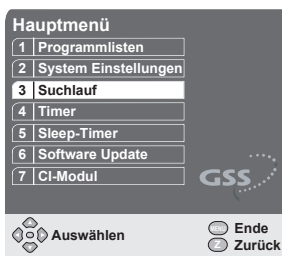 Hauptmenü
1 Programmlisten
2 System Einstellungen
3 Suchlauf
4 Timer
5 Sleep-Timer
6 Software Update
7 CI-Modul
GSS
Auswählen
MENU Ende
Z Zurück